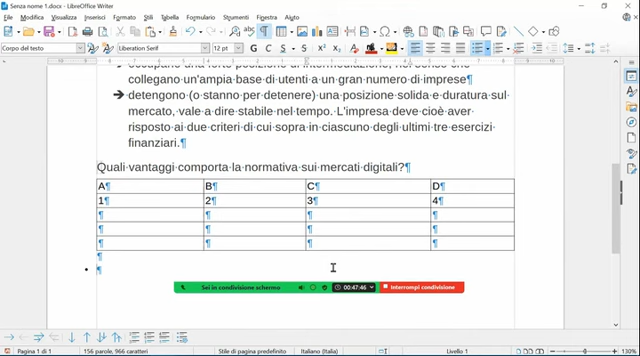 Senza nome 1.docx - LibreOffice Writer
File Modifica Visualizza Inserisci Formato Stili Tabella Formulario Strumenti Finestra Aiuto
Corpo del testo Liberation Serif 12 pt G C S
collegano un'ampia base di utenti a un gran numero di imprese¶
➔ detengono (o stanno per detenere) una posizione solida e duratura sul
mercato, vale a dire stabile nel tempo. L'impresa deve cioè aver
risposto ai due criteri di cui sopra in ciascuno degli ultimi tre esercizi
finanziari.¶
Quali vantaggi comporta la normativa sui mercati digitali?¶
A¶ B¶ C¶ D¶
1¶ 2¶ 3¶ 4¶
¶ ¶ ¶ ¶
¶ ¶ ¶ ¶
¶ ¶ ¶ ¶
¶
• ¶
Sei in condivisione schermo 00:47:46 Interrompi condivisione
Pagina 1 di 1 156 parole, 966 caratteri Stile di pagina predefinito Italiano (Italia) Livello 1 130%